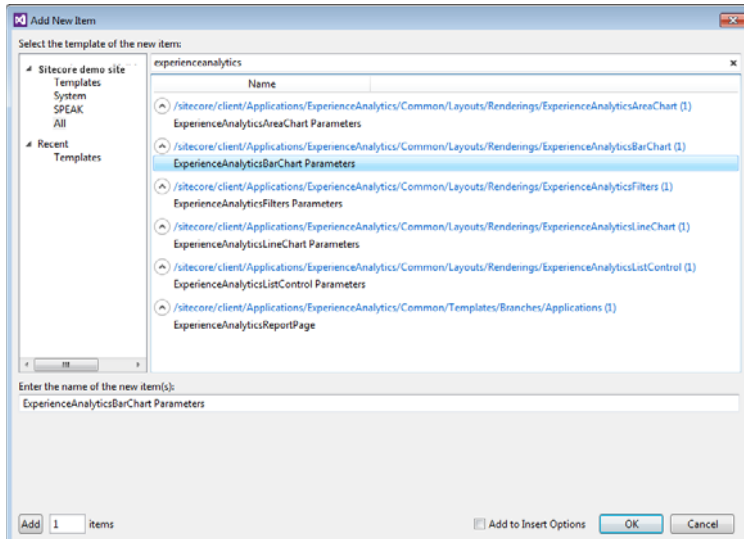 Add New Item
Select the template of the new item:
Sitecore demo site
Templates
System
SPEAK
All
Recent
Templates
experienceanalytics
Name
/sitecore/client/Applications/ExperienceAnalytics/Common/Layouts/Renderings/ExperienceAnalyticsAreaChart (1)
ExperienceAnalyticsAreaChart Parameters
/sitecore/client/Applications/ExperienceAnalytics/Common/Layouts/Renderings/ExperienceAnalyticsBarChart (1)
ExperienceAnalyticsBarChart Parameters
/sitecore/client/Applications/ExperienceAnalytics/Common/Layouts/Renderings/ExperienceAnalyticsFilters (1)
ExperienceAnalyticsFilters Parameters
/sitecore/client/Applications/ExperienceAnalytics/Common/Layouts/Renderings/ExperienceAnalyticsLineChart (1)
ExperienceAnalyticsLineChart Parameters
/sitecore/client/Applications/ExperienceAnalytics/Common/Layouts/Renderings/ExperienceAnalyticsListControl (1)
ExperienceAnalyticsListControl Parameters
/sitecore/client/Applications/ExperienceAnalytics/Common/Templates/Branches/Applications (1)
ExperienceAnalyticsReportPage
Enter the name of the new item(s):
ExperienceAnalyticsBarChart Parameters
Add 1 items Add to Insert Options OK Cancel